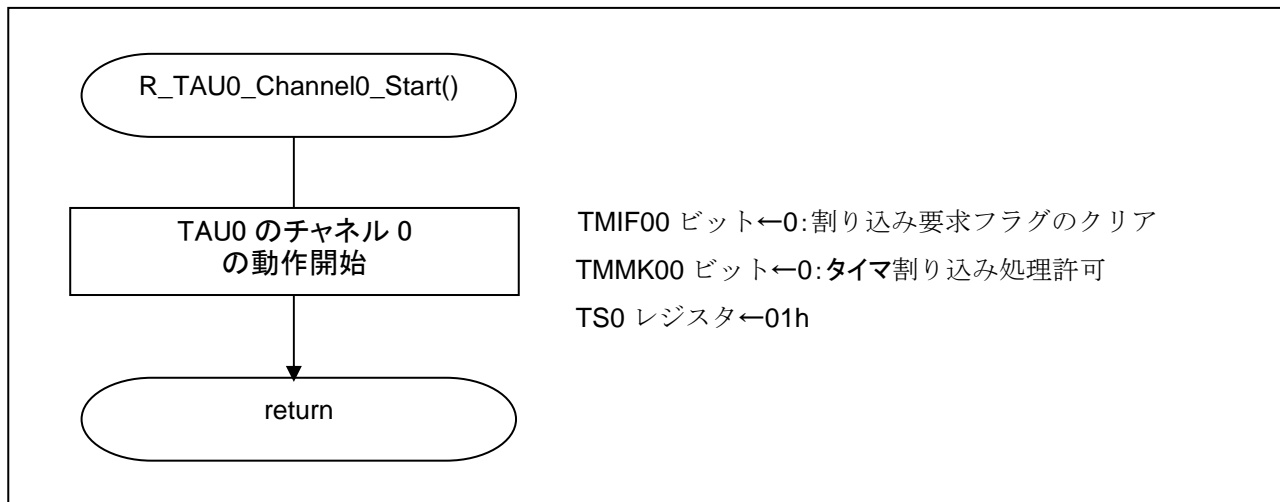 R_TAU0_Channel0_Start()
TAU0 のチャネル 0
の動作開始
TMIF00 ビット←0:割り込み要求フラグのクリア
TMMK00 ビット←0:タイマ割り込み処理許可
TS0 レジスタ←01h
return